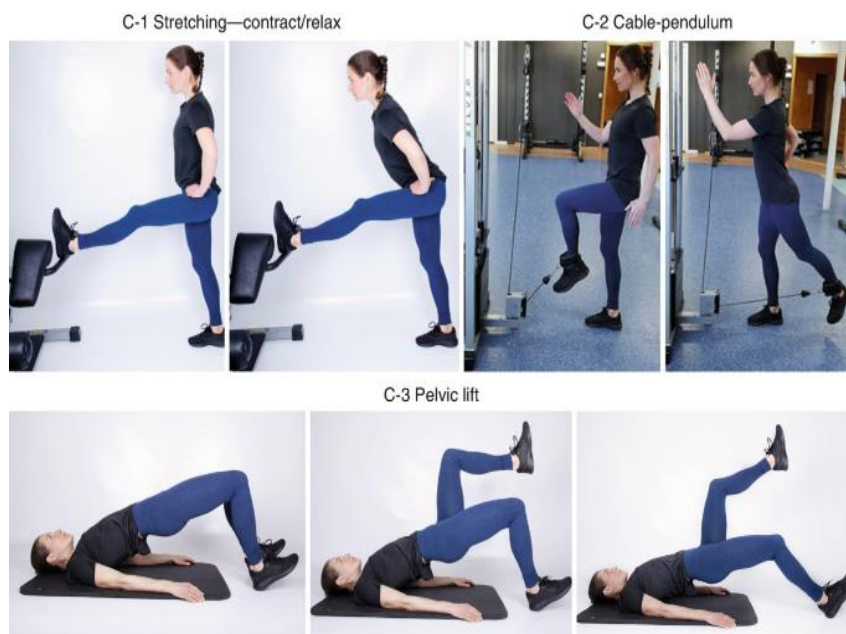 C-1 Stretching—contract/relax
C-2 Cable-pendulum
C-3 Pelvic lift